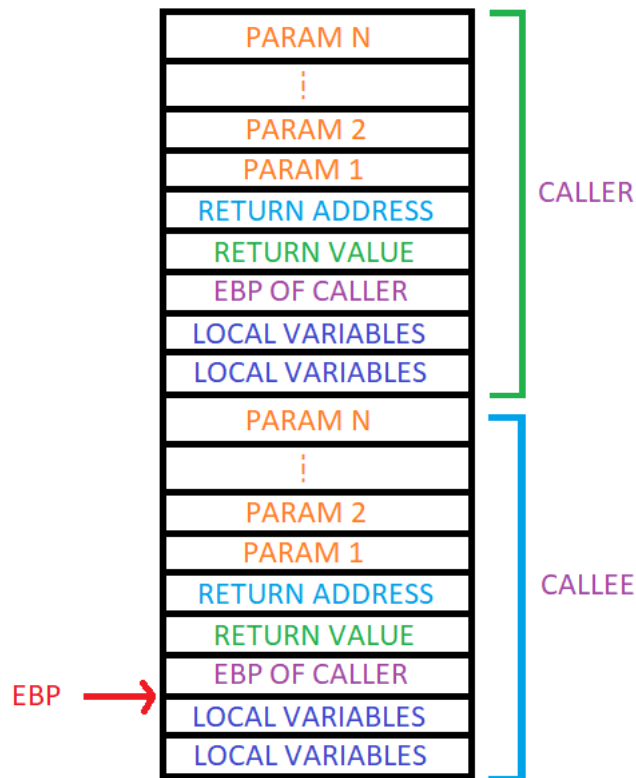 PARAM N
PARAM 2
PARAM 1
RETURN ADDRESS
RETURN VALUE
EBP OF CALLER
LOCAL VARIABLES
LOCAL VARIABLES
CALLER
PARAM N
PARAM 2
PARAM 1
RETURN ADDRESS
RETURN VALUE
EBP OF CALLER
LOCAL VARIABLES
LOCAL VARIABLES
CALLEE
EBP